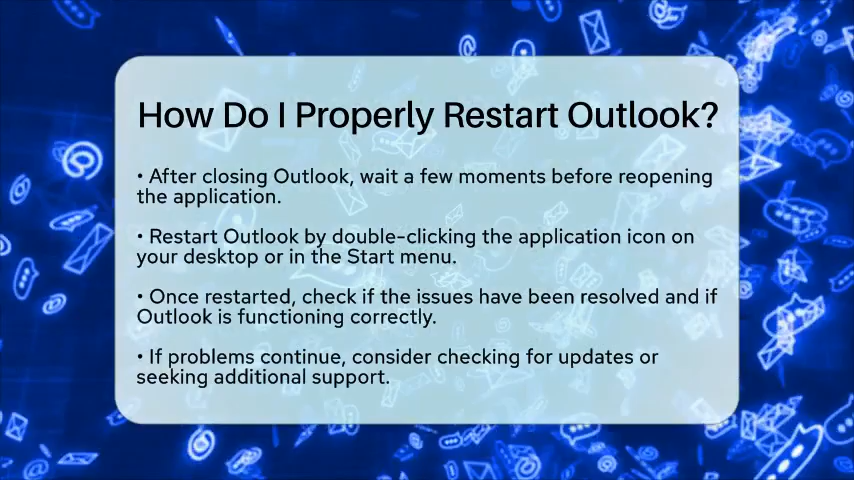 How Do I Properly Restart Outlook?
• After closing Outlook, wait a few moments before reopening
the application.
• Restart Outlook by double-clicking the application icon on
your desktop or in the Start menu.
• Once restarted, check if the issues have been resolved and if
Outlook is functioning correctly.
• If problems continue, consider checking for updates or
seeking additional support.